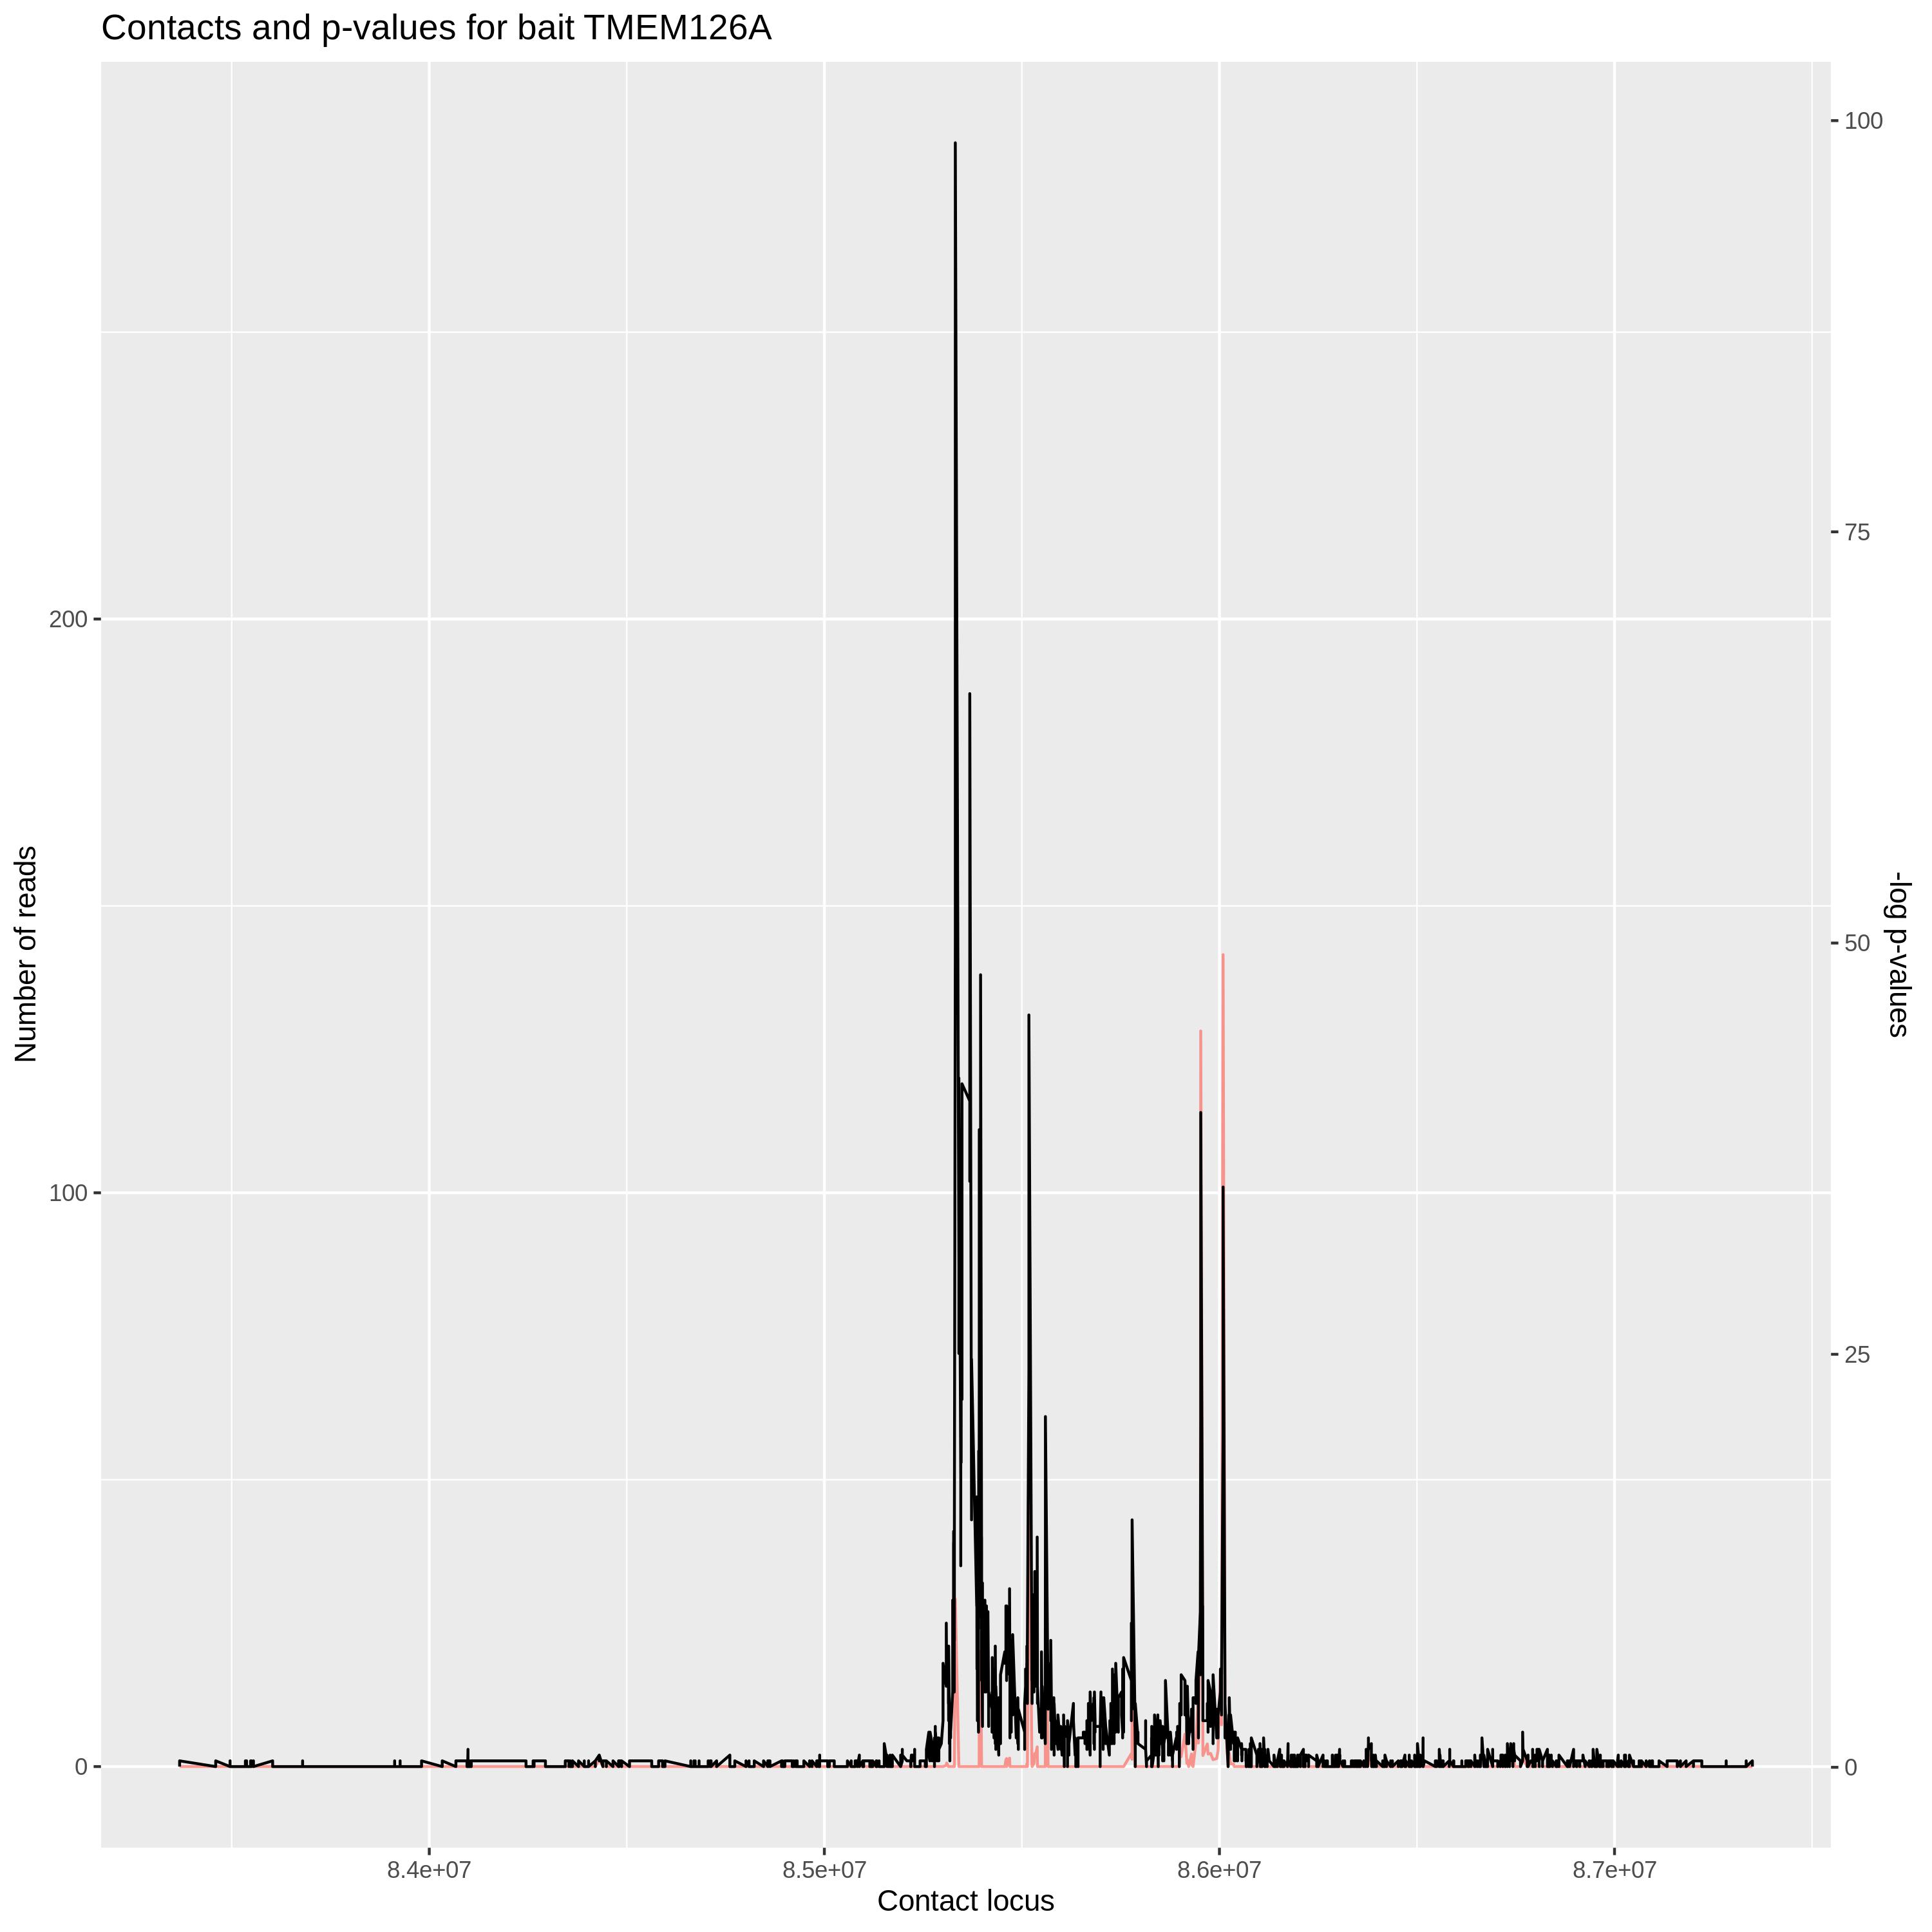 Contacts and p-values for bait TMEM126A
Number of reads
200
100
0
100
75
50
25
0
-log p-values
8.4e+07
8.5e+07
8.6e+07
8.7e+07
Contact locus